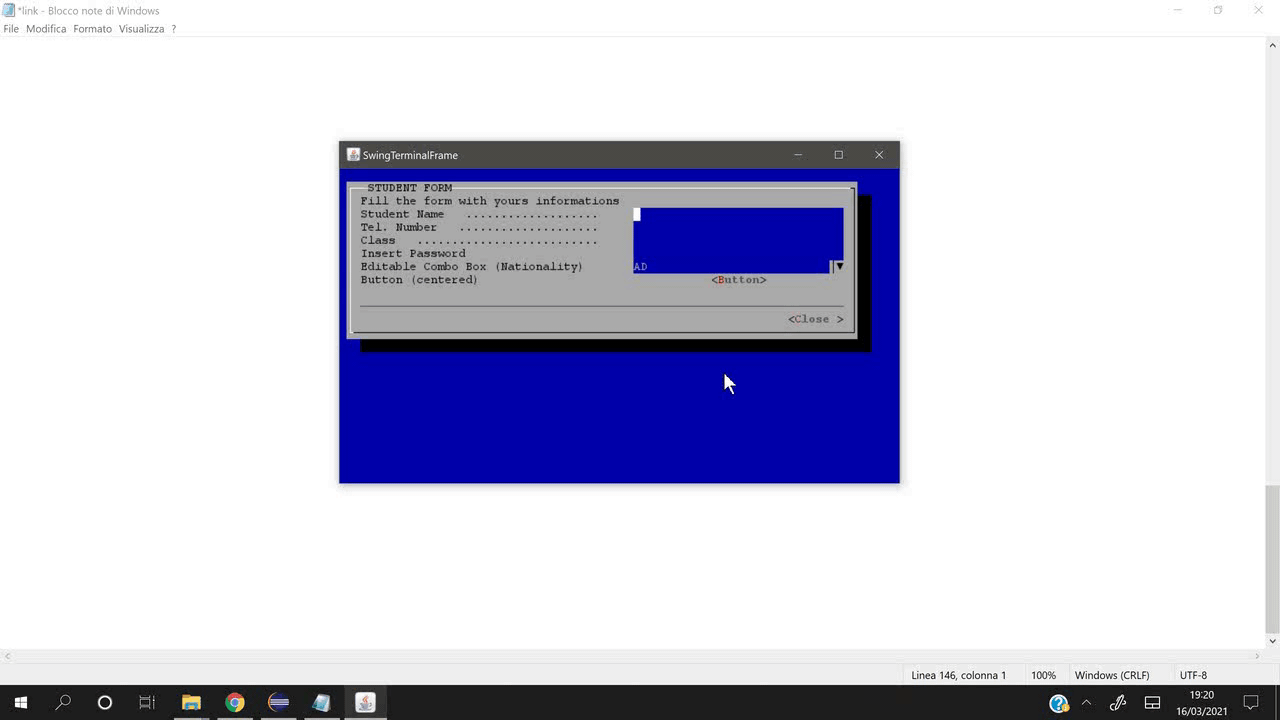 *link - Blocco note di Windows
File Modifica Formato Visualizza ?
SwingTerminalFrame
STUDENT FORM
Fill the form with yours informations
Student Name ...................
Tel. Number ....................
Class ..........................
Insert Password
Editable Combo Box (Nationality) AD
Button (centered) <Button>
<Close >
Linea 146, colonna 1 100% Windows (CRLF) UTF-8
19:20
16/03/2021